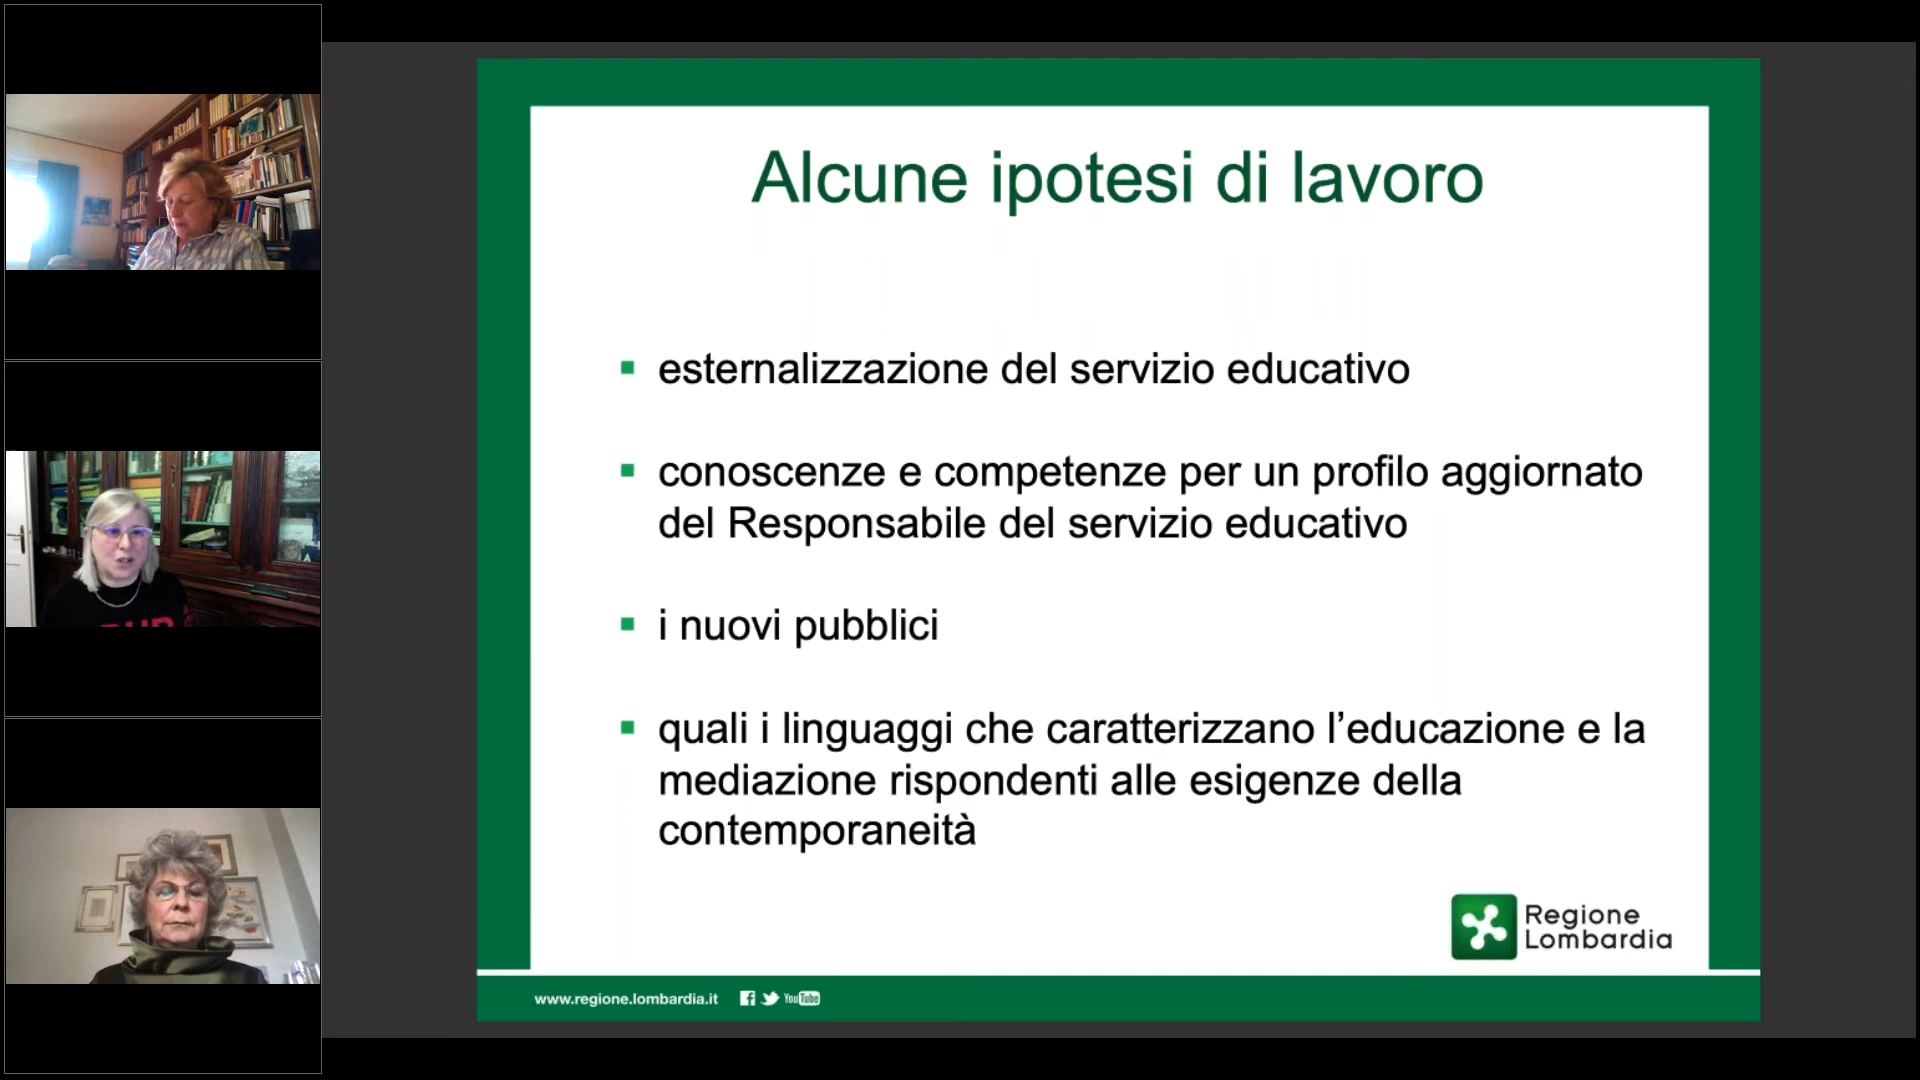 Alcune ipotesi di lavoro
esternalizzazione del servizio educativo
conoscenze e competenze per un profilo aggiornato
del Responsabile del servizio educativo
i nuovi pubblici
quali i linguaggi che caratterizzano l’educazione e la
mediazione rispondenti alle esigenze della
contemporaneità
Regione
Lombardia
www.regione.lombardia.it
YouTube